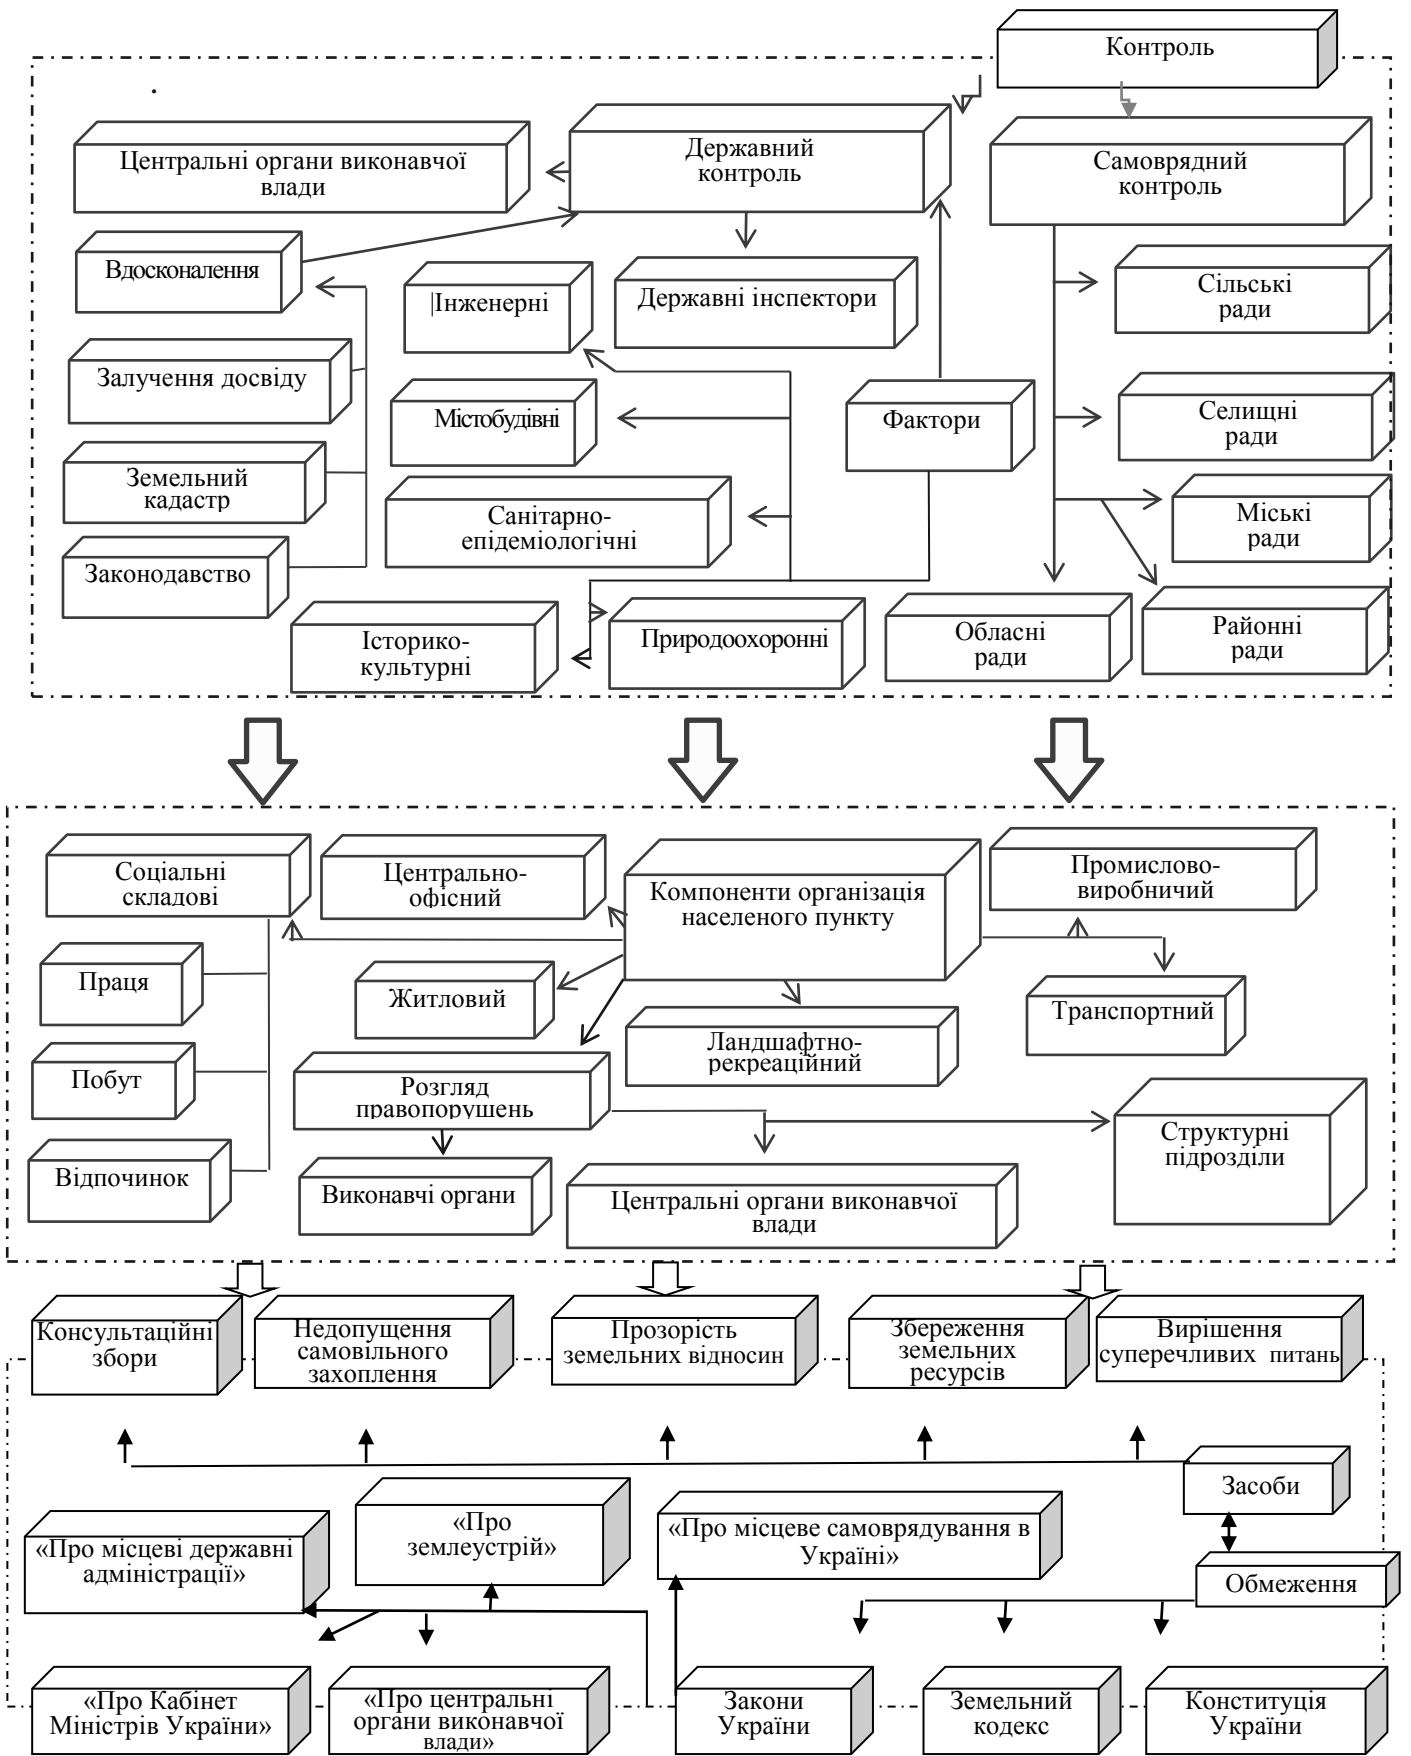 Контроль
Центральні органи виконавчої
влади
Державний
контроль
Самоврядний
контроль
Вдосконалення
|Інженерні
Державні інспектори
Сільські
ради
Залучення досвіду
Містобудівні
Фактори
Селищні
ради
Земельний
кадастр
Санітарно-
епідеміологічні
Міські
ради
Законодавство
Історико-
культурні
Природоохоронні
Обласні
ради
Районні
ради
Соціальні
складові
Центрально-
офісний
Компоненти організація
населеного пункту
Промислово-
виробничий
Праця
Житловий
Ландшафтно-
рекреаційний
Транспортний
Побут
Розгляд
правопорушень
Структурні
підрозділи
Відпочинок
Виконавчі органи
Центральні органи виконавчої
влади
Консультаційні
збори
Недопущення
самовільного
захоплення
Прозорість
земельних відносин
Збереження
земельних
ресурсів
Вирішення
суперечливих питань
Засоби
«Про місцеві державні
адміністрації»
«Про
землеустрій»
«Про місцеве самоврядування в
Україні»
Обмеження
«Про Кабінет
Міністрів України»
«Про центральні
органи виконавчої
влади»
Закони
України
Земельний
кодекс
Конституція
України